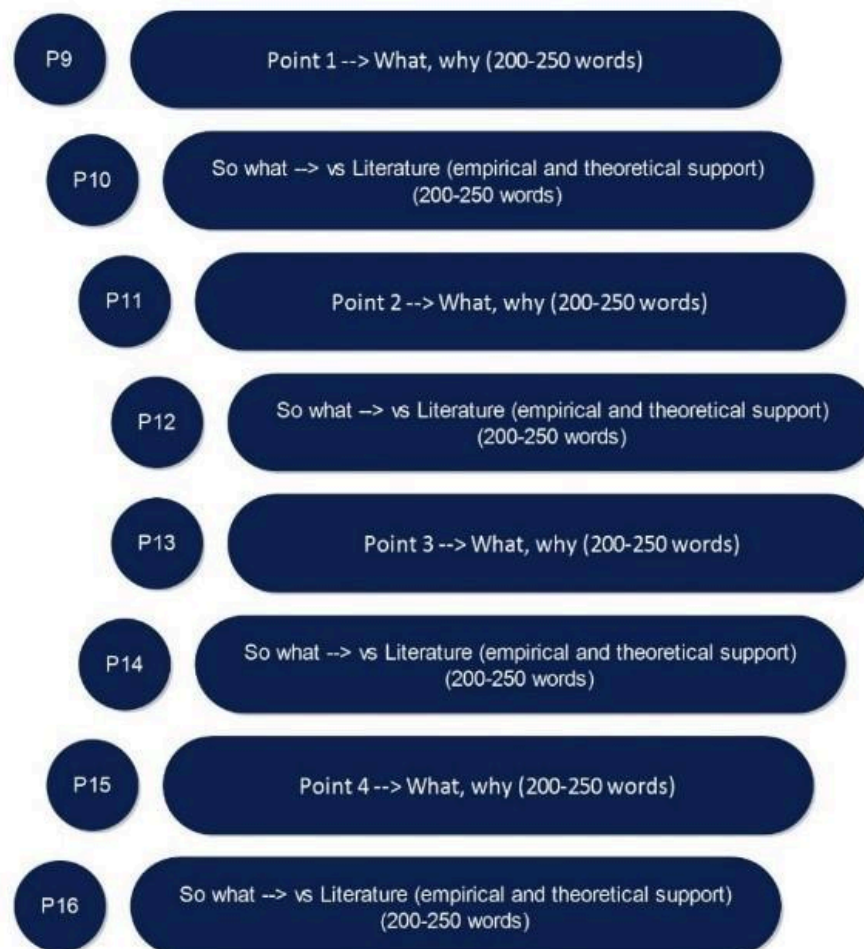 P9
Point 1 --> What, why (200-250 words)
P10
So what --> vs Literature (empirical and theoretical support)
(200-250 words)
P11
Point 2 --> What, why (200-250 words)
P12
So what --> vs Literature (empirical and theoretical support)
(200-250 words)
P13
Point 3 --> What, why (200-250 words)
P14
So what --> vs Literature (empirical and theoretical support)
(200-250 words)
P15
Point 4 --> What, why (200-250 words)
P16
So what --> vs Literature (empirical and theoretical support)
(200-250 words)